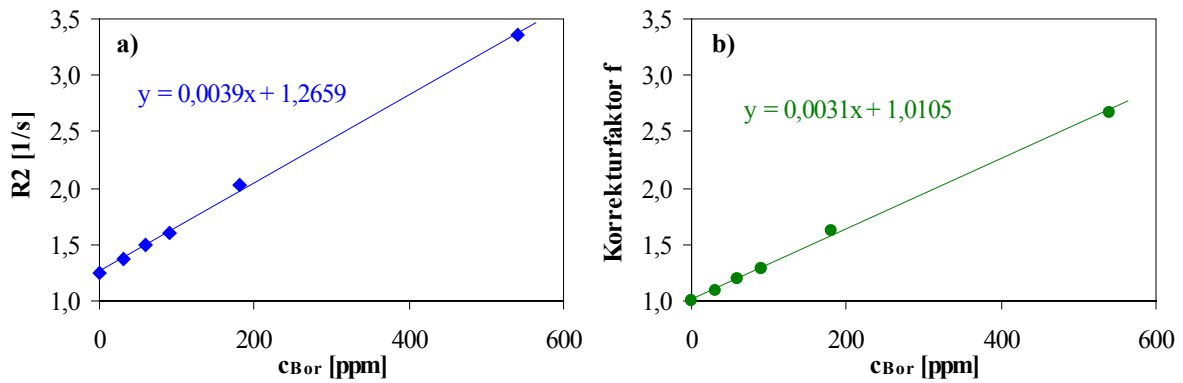 3,5
3,0
2,5
2,0
1,5
1,0
R2 [1/s]
a)
y = 0,0039x + 1,2659
0
200
400
600
cBor [ppm]
3,5
3,0
2,5
2,0
1,5
1,0
Korrekturfaktor f
b)
y = 0,0031x + 1,0105
0
200
400
600
cBor [ppm]